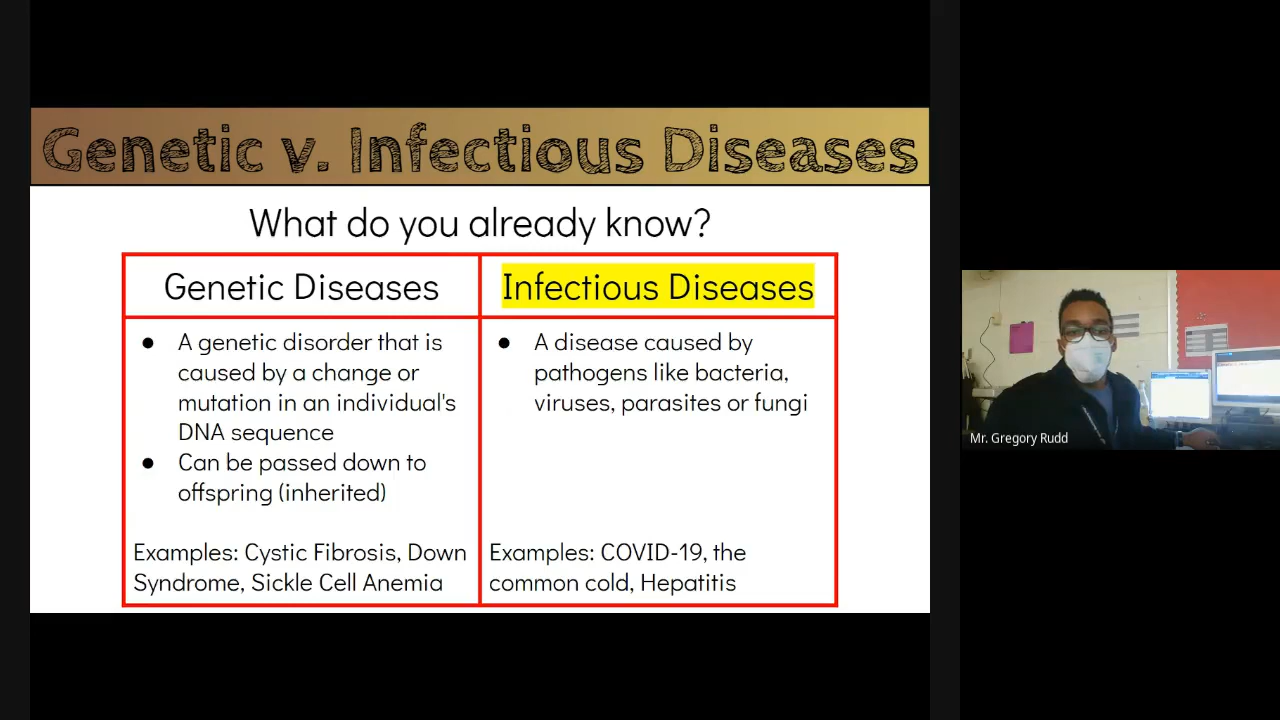 Genetic v. Infectious Diseases
What do you already know?
Genetic Diseases
● A genetic disorder that is
caused by a change or
mutation in an individual's
DNA sequence
● Can be passed down to
offspring (inherited)
Examples: Cystic Fibrosis, Down
Syndrome, Sickle Cell Anemia
Infectious Diseases
● A disease caused by
pathogens like bacteria,
viruses, parasites or fungi
Examples: COVID-19, the
common cold, Hepatitis
Mr. Gregory Rudd